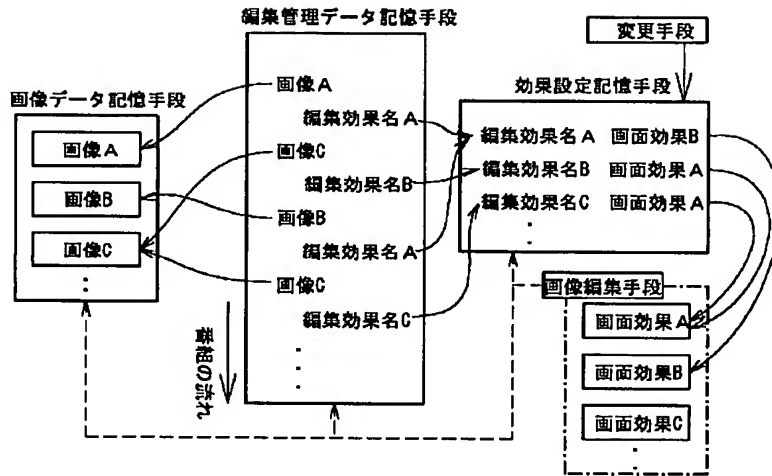 編集管理データ記憶手段
画像A
編集効果名A
画像C
編集効果名B
画像B
編集効果名A
画像C
編集効果名C
番組の流れ
画像データ記憶手段
画像A
画像B
画像C
変更手段
効果設定記憶手段
編集効果名A 画面効果B
編集効果名B 画面効果A
編集効果名C 画面効果A
画像編集手段
画面効果A
画面効果B
画面効果C